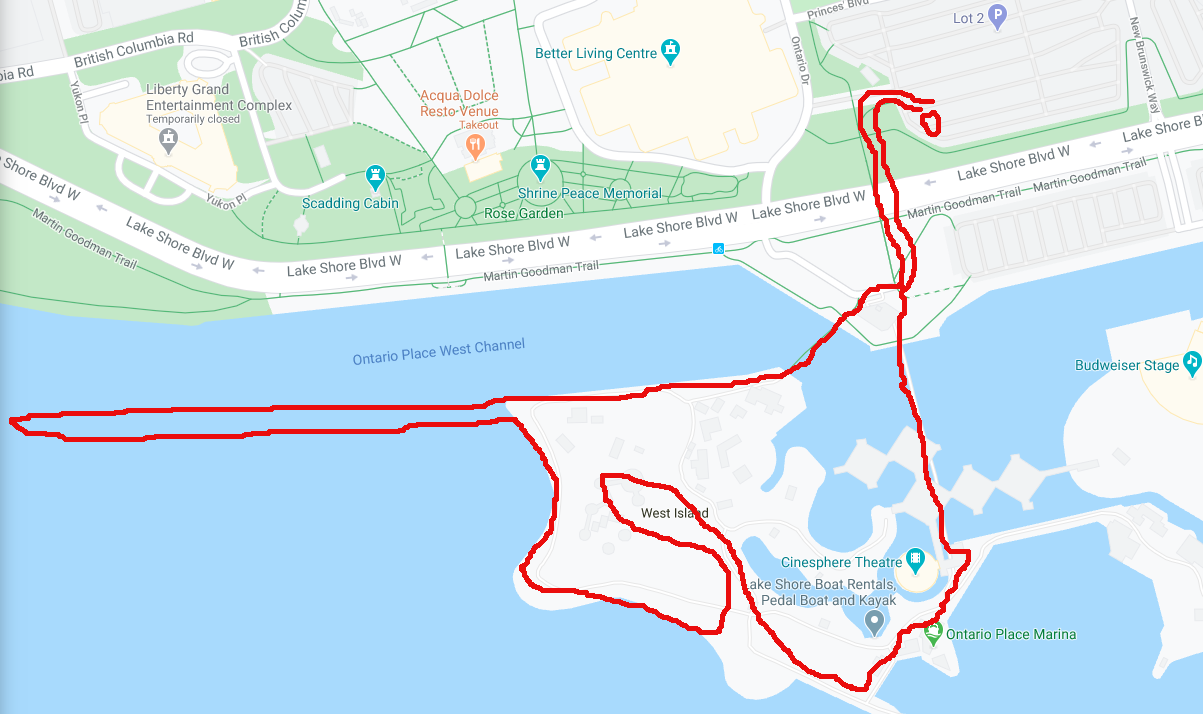 Princes' Blvd
Lot 2
P
British Columbia Rd
British Colum
bia Rd
Better Living Centre
Ontario Dr
New Brunswick Way
Yukon Pl
Liberty Grand
Entertainment Complex
Temporarily closed
Acqua Dolce
Resto-Venue
Takeout
Lake Shore Bl
Lake Shore Blvd W
Martin-Goodman-Trail
Shore Blvd W
Scadding Cabin
Yukon Pl
Shrine Peace Memorial
Rose Garden
Lake Shore Blvd W
Martin-Goodman-Trail
Lake Shore Blvd W
Lake Shore Blvd W
Lake Shore Blvd W
Martin-Goodman-Trail
Lake Shore Blvd W
Martin-Goodman-Trail
Ontario Place West Channel
Budweiser Stage
West Island
Cinesphere Theatre
Lake Shore Boat Rentals,
Pedal Boat and Kayak
Ontario Place Marina